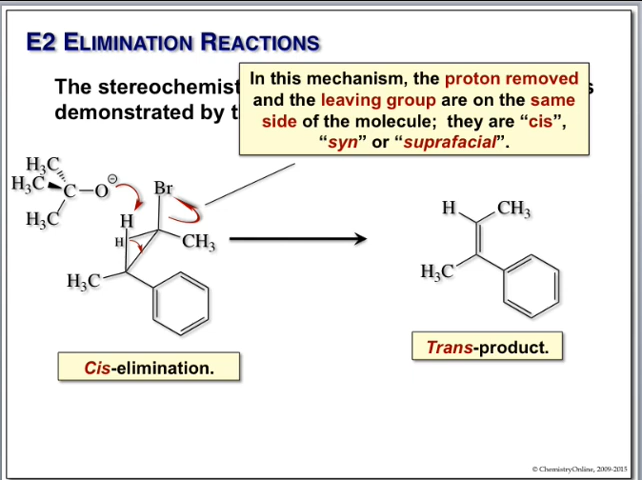 E2 ELIMINATION REACTIONS
The stereochemist
demonstrated by t
In this mechanism, the proton removed
and the leaving group are on the same
side of the molecule; they are “cis”,
“syn” or “suprafacial”.
H₃C
H₃C
C–O⊖
H₃C
Br
H
H
CH₃
H₃C
H
CH₃
H₃C
Cis-elimination.
Trans-product.
© ChemistryOnline, 2009-2015